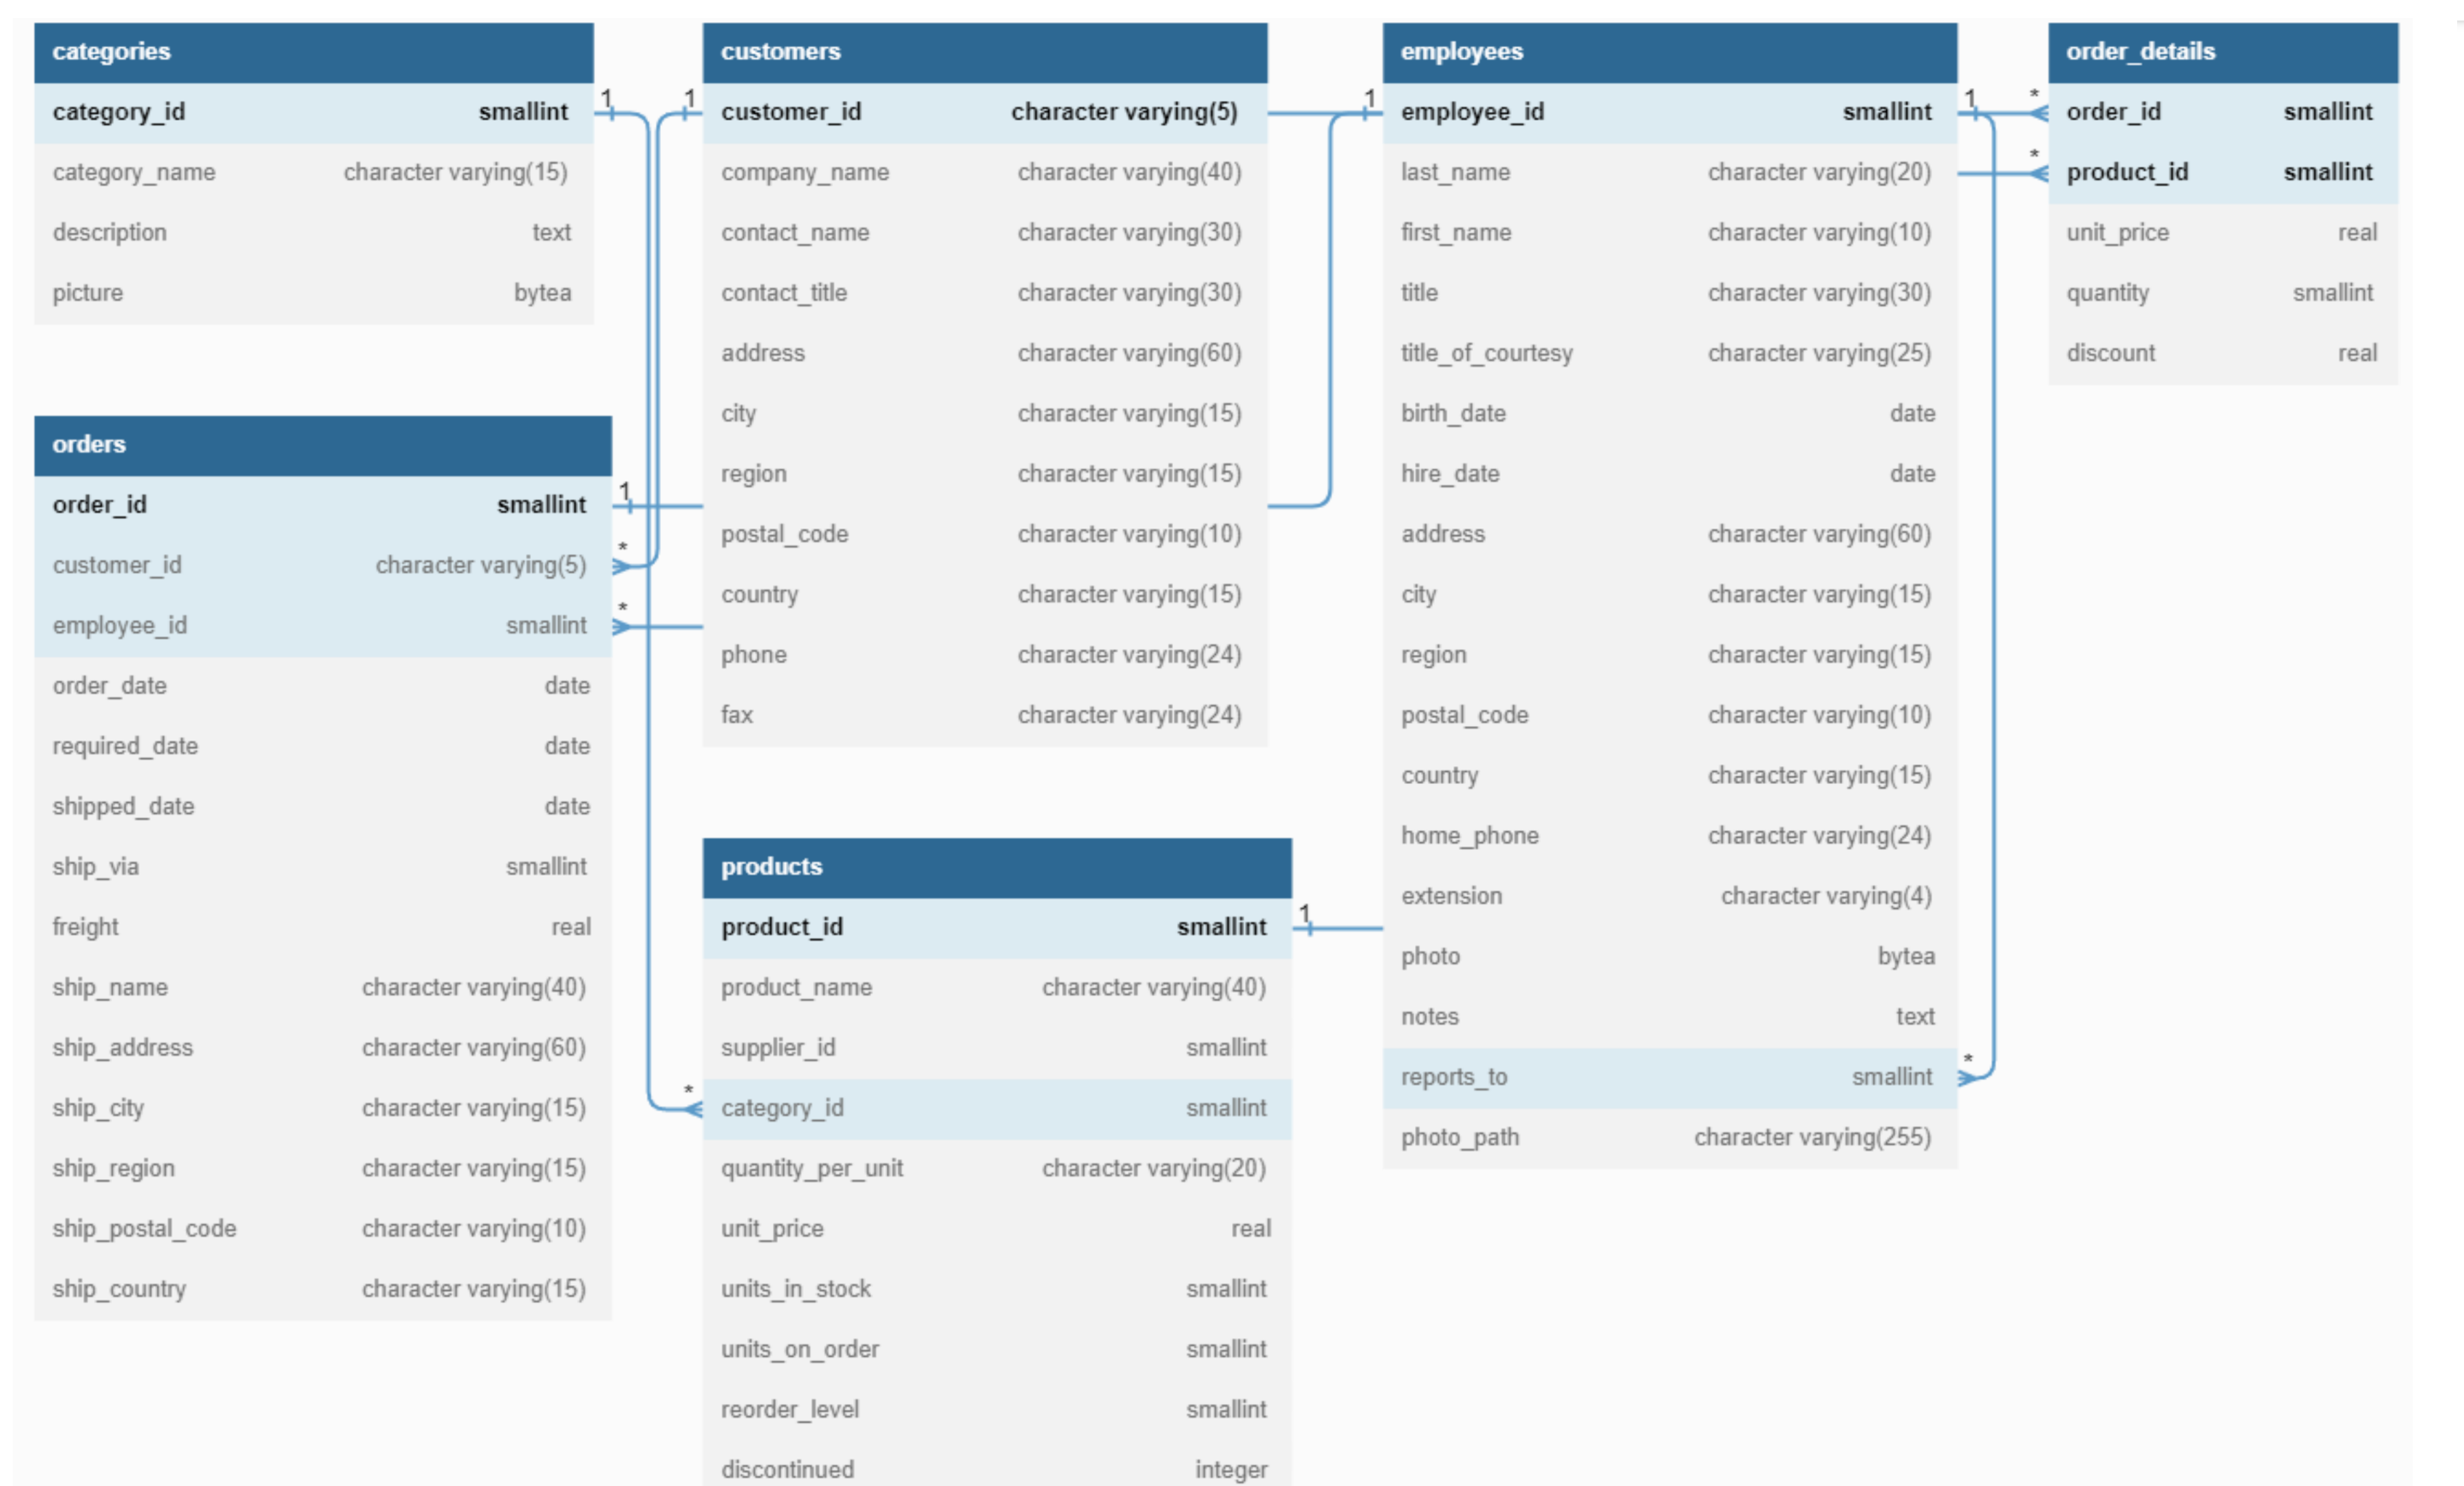 categories
category_id smallint
category_name character varying(15)
description text
picture bytea
customers
customer_id character varying(5)
company_name character varying(40)
contact_name character varying(30)
contact_title character varying(30)
address character varying(60)
city character varying(15)
region character varying(15)
postal_code character varying(10)
country character varying(15)
phone character varying(24)
fax character varying(24)
employees
employee_id smallint
last_name character varying(20)
first_name character varying(10)
title character varying(30)
title_of_courtesy character varying(25)
birth_date date
hire_date date
address character varying(60)
city character varying(15)
region character varying(15)
postal_code character varying(10)
country character varying(15)
home_phone character varying(24)
extension character varying(4)
photo bytea
notes text
reports_to smallint
photo_path character varying(255)
order_details
order_id smallint
product_id smallint
unit_price real
quantity smallint
discount real
orders
order_id smallint
customer_id character varying(5)
employee_id smallint
order_date date
required_date date
shipped_date date
ship_via smallint
freight real
ship_name character varying(40)
ship_address character varying(60)
ship_city character varying(15)
ship_region character varying(15)
ship_postal_code character varying(10)
ship_country character varying(15)
products
product_id smallint
product_name character varying(40)
supplier_id smallint
category_id smallint
quantity_per_unit character varying(20)
unit_price real
units_in_stock smallint
units_on_order smallint
reorder_level smallint
discontinued integer
1
1
1
1
*
*
1
*
*
1
*
*